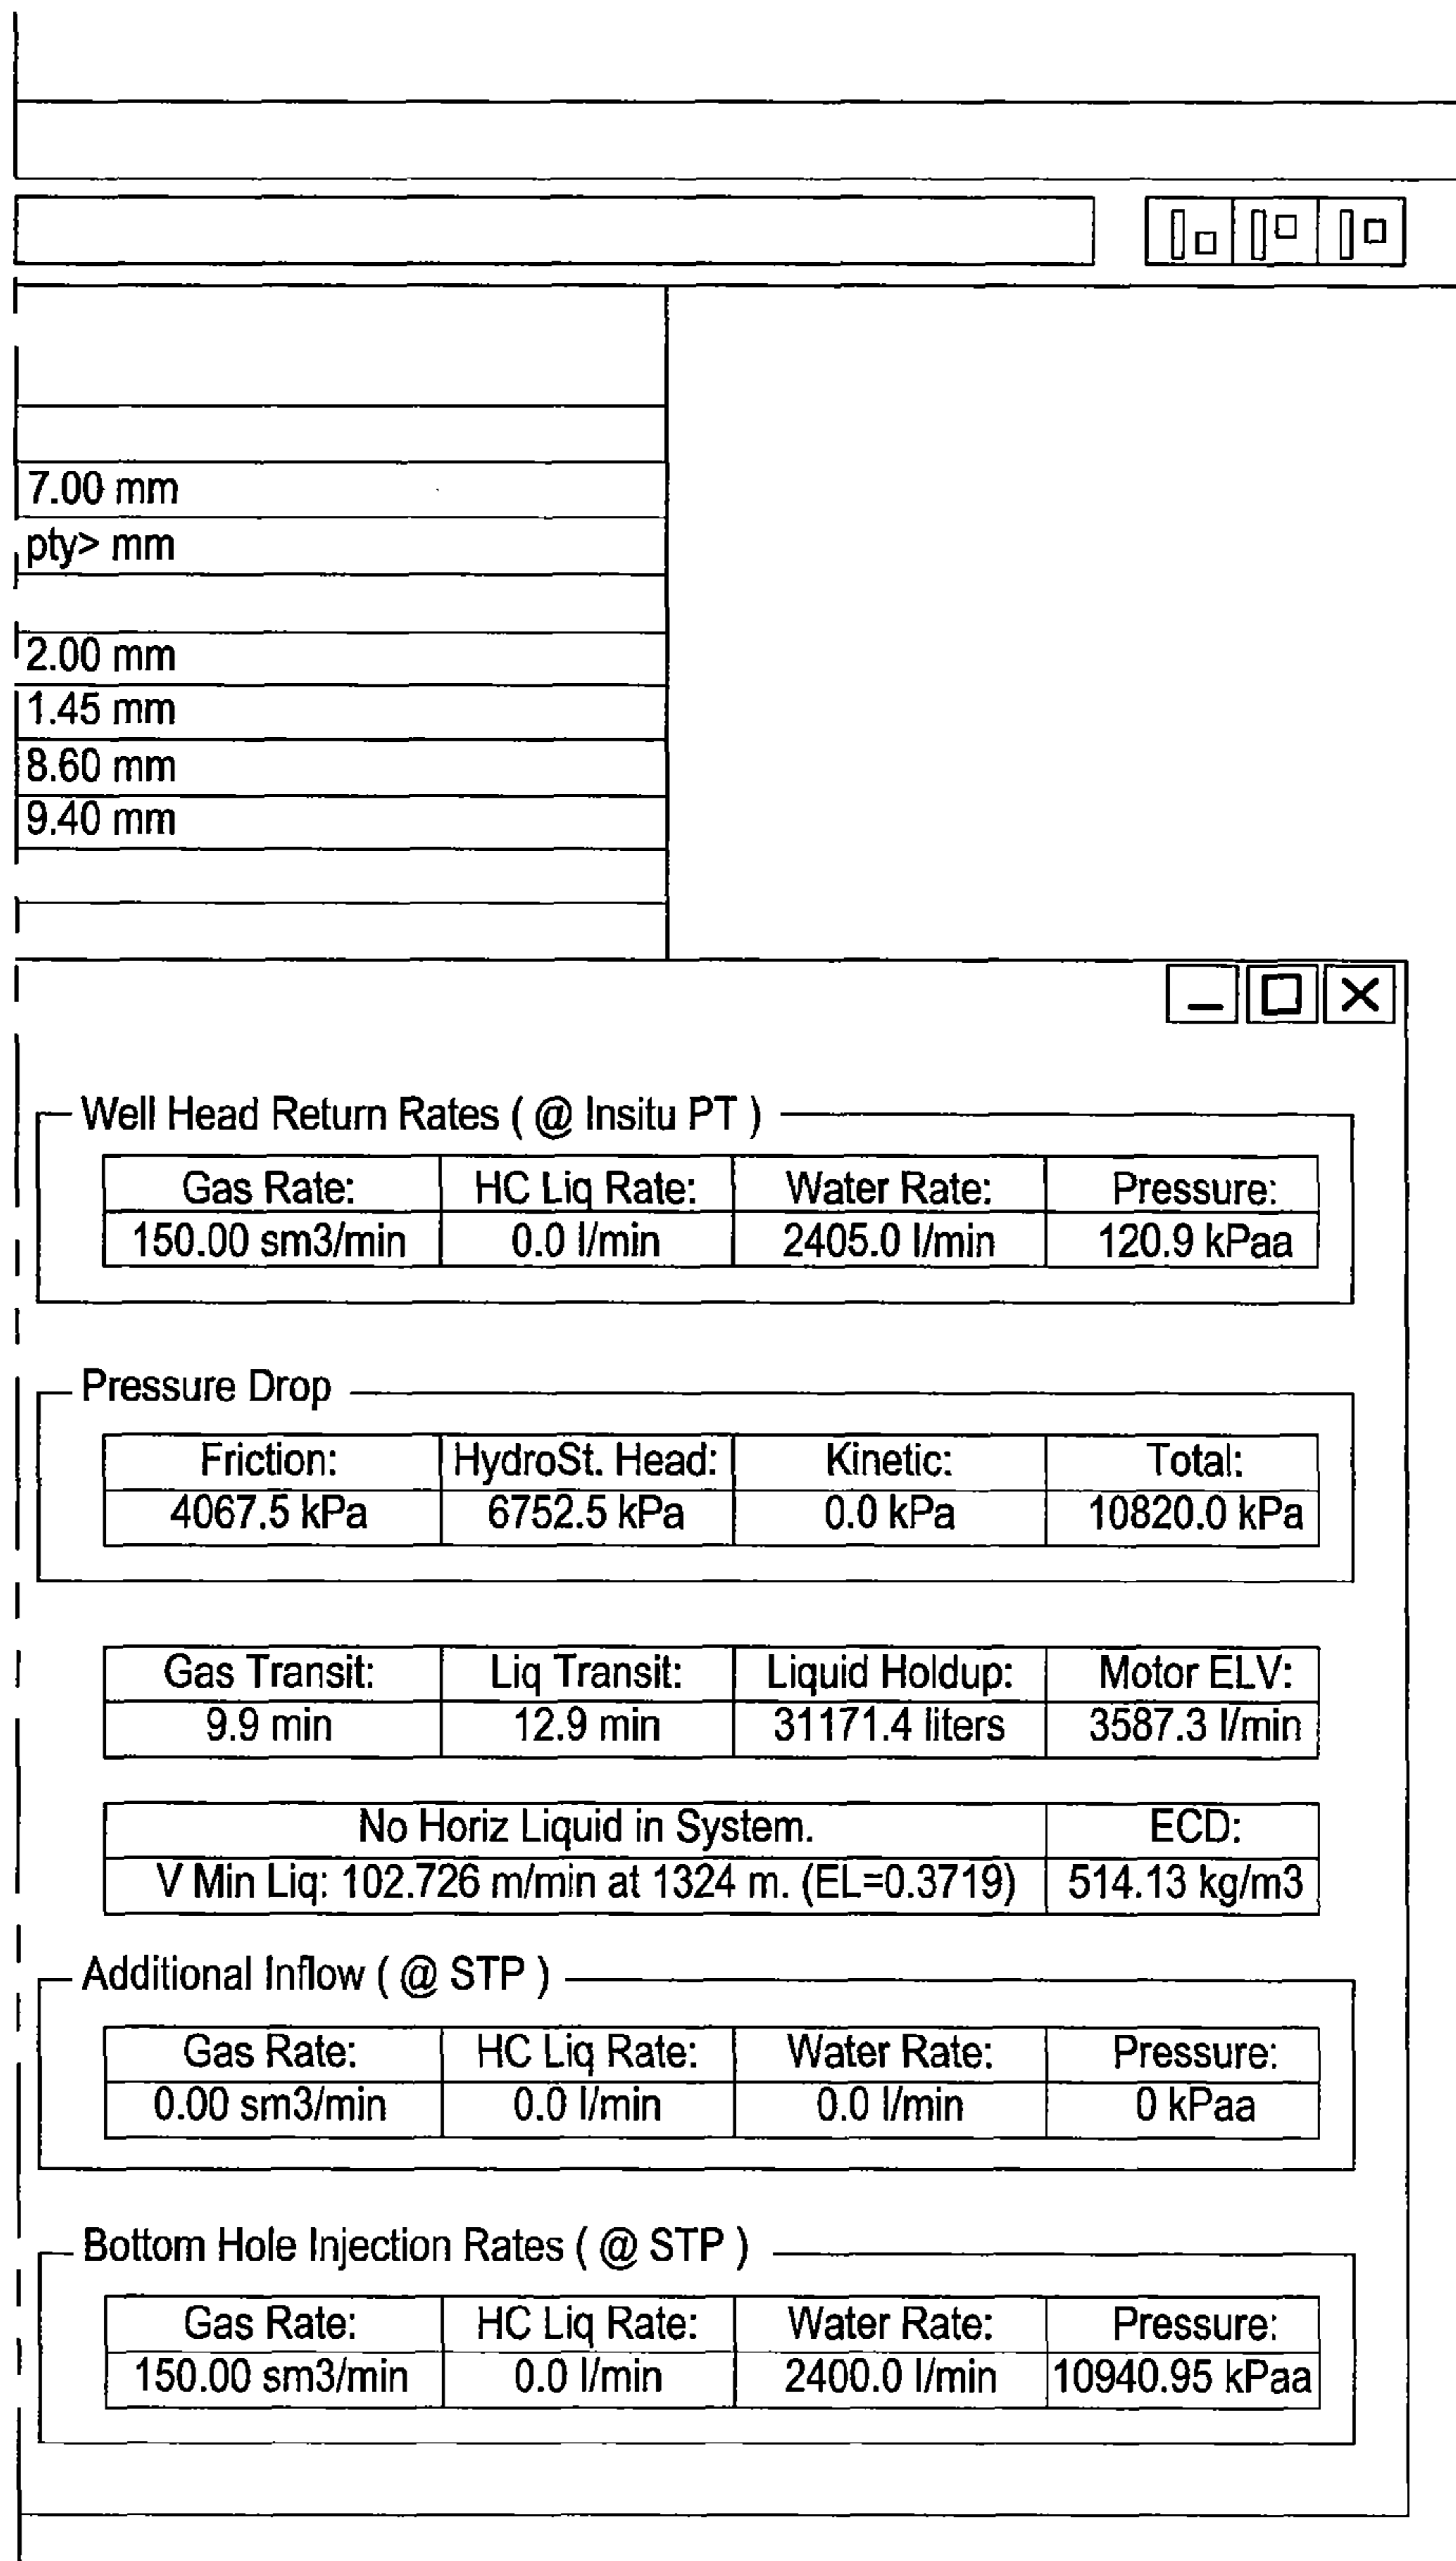 7.00 mm
pty> mm
2.00 mm
1.45 mm
8.60 mm
9.40 mm
Well Head Return Rates ( @ Insitu PT )
Gas Rate: HC Liq Rate: Water Rate: Pressure:
150.00 sm3/min 0.0 l/min 2405.0 l/min 120.9 kPaa
Pressure Drop
Friction: HydroSt. Head: Kinetic: Total:
4067.5 kPa 6752.5 kPa 0.0 kPa 10820.0 kPa
Gas Transit: Liq Transit: Liquid Holdup: Motor ELV:
9.9 min 12.9 min 31171.4 liters 3587.3 l/min
No Horiz Liquid in System. ECD:
V Min Liq: 102.726 m/min at 1324 m. (EL=0.3719) 514.13 kg/m3
Additional Inflow ( @ STP )
Gas Rate: HC Liq Rate: Water Rate: Pressure:
0.00 sm3/min 0.0 l/min 0.0 l/min 0 kPaa
Bottom Hole Injection Rates ( @ STP )
Gas Rate: HC Liq Rate: Water Rate: Pressure:
150.00 sm3/min 0.0 l/min 2400.0 l/min 10940.95 kPaa